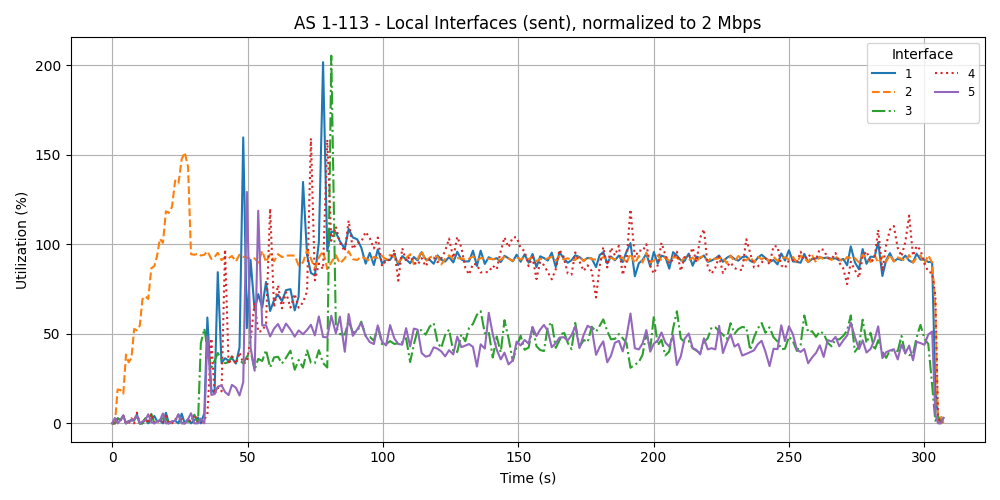 AS 1-113 - Local Interfaces (sent), normalized to 2 Mbps
Interface
1
2
3
4
5
Utilization (%)
200
150
100
50
0
0 50 100 150 200 250 300
Time (s)